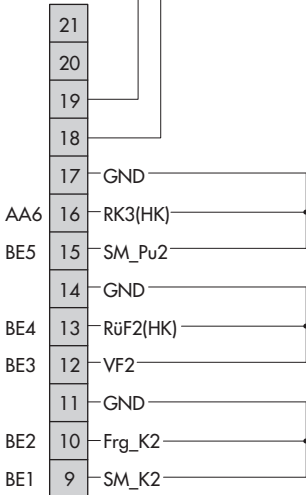 21
20
19
18
17 GND
AA6 16 RK3(HK)
BE5 15 SM_Pu2
14 GND
BE4 13 RüF2(HK)
BE3 12 VF2
11 GND
BE2 10 Frg_K2
BE1 9 SM_K2